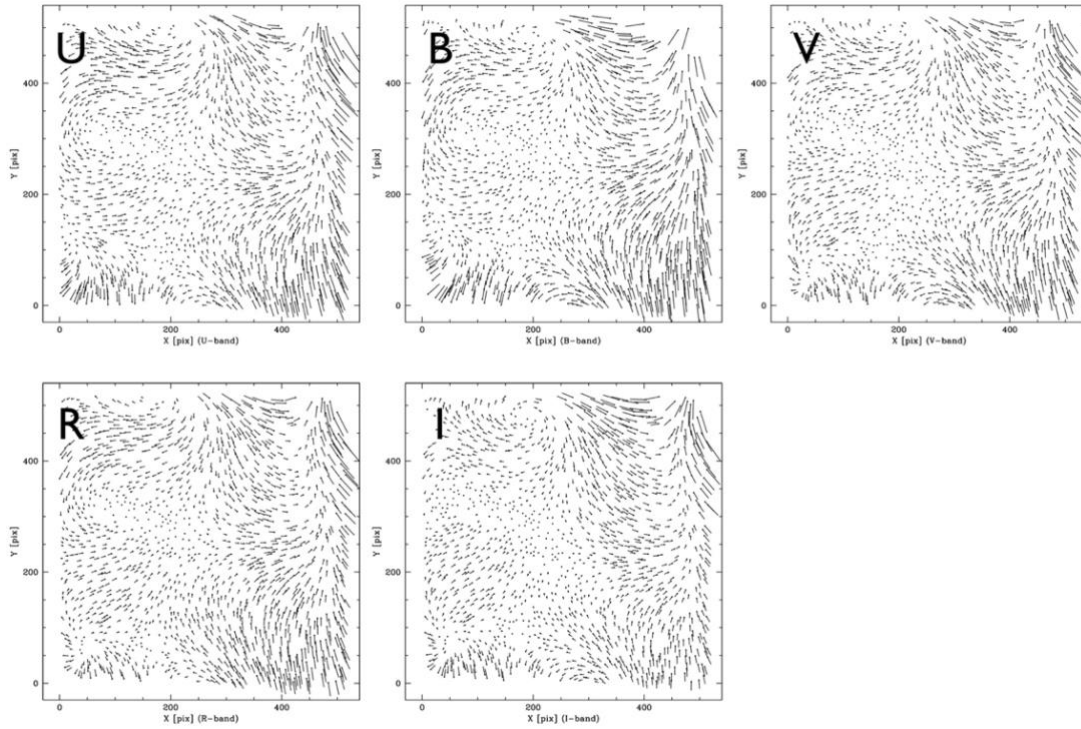 U
B
V
Y [pix]
400
200
0
0
200
400
X [pix] (U-band)
Y [pix]
400
200
0
0
200
400
X [pix] (B-band)
Y [pix]
400
200
0
0
200
400
X [pix] (V-band)
R
I
Y [pix]
400
200
0
0
200
400
X [pix] (R-band)
Y [pix]
400
200
0
0
200
400
X [pix] (I-band)